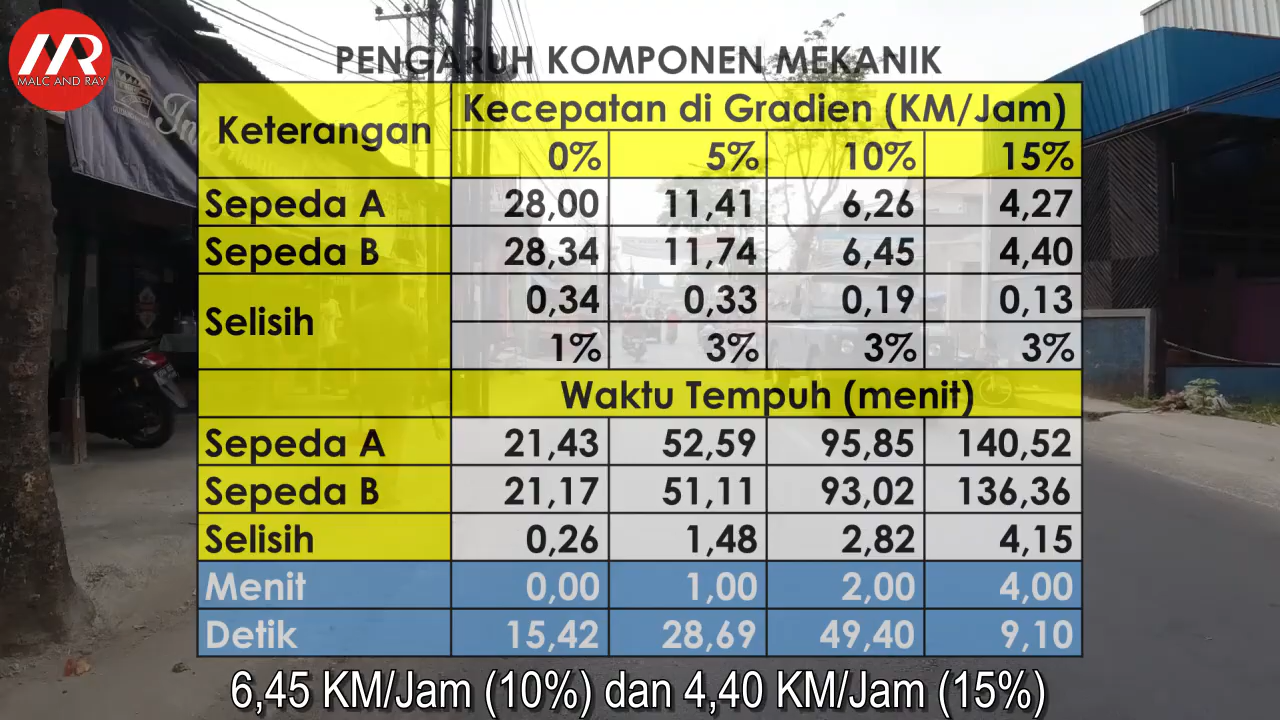 MR
MALC AND RAY
PENGARUH KOMPONEN MEKANIK
Keterangan
Kecepatan di Gradien (KM/Jam)
0% 5% 10% 15%
Sepeda A 28,00 11,41 6,26 4,27
Sepeda B 28,34 11,74 6,45 4,40
Selisih 0,34 0,33 0,19 0,13
1% 3% 3% 3%
Waktu Tempuh (menit)
Sepeda A 21,43 52,59 95,85 140,52
Sepeda B 21,17 51,11 93,02 136,36
Selisih 0,26 1,48 2,82 4,15
Menit 0,00 1,00 2,00 4,00
Detik 15,42 28,69 49,40 9,10
6,45 KM/Jam (10%) dan 4,40 KM/Jam (15%)